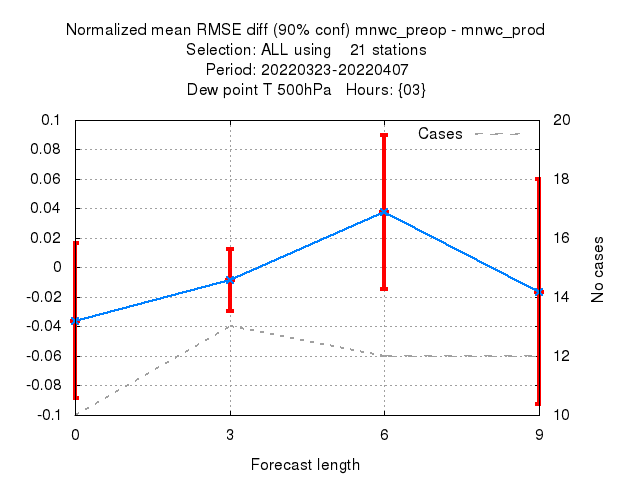 Normalized mean RMSE diff (90% conf) mnwc_preop - mnwc_prod
Selection: ALL using    21 stations
Period: 20220323-20220407
Dew point T 500hPa   Hours: {03}
0.1
0.08
0.06
0.04
0.02
0
-0.02
-0.04
-0.06
-0.08
-0.1
Cases
20
18
16
14
12
10
No cases
0 3 6 9
Forecast length